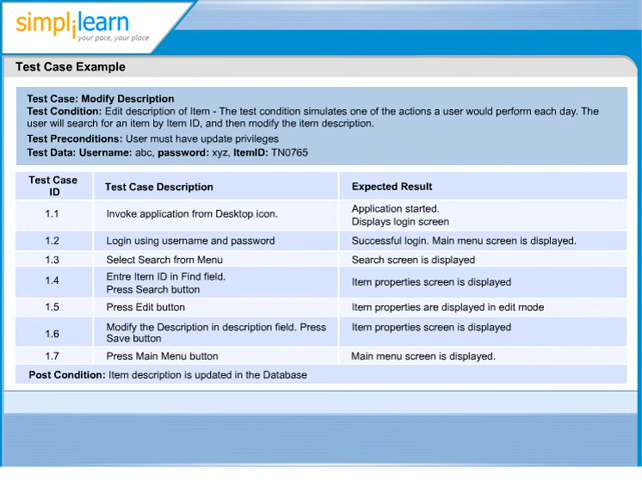 simplilearn
your pace, your place
Test Case Example
Test Case: Modify Description
Test Condition: Edit description of Item - The test condition simulates one of the actions a user would perform each day. The
user will search for an item by Item ID, and then modify the item description.
Test Preconditions: User must have update privileges
Test Data: Username: abc, password: xyz, ItemID: TN0765
Test Case
ID
Test Case Description
Expected Result
1.1
Invoke application from Desktop icon.
Application started.
Displays login screen
1.2
Login using username and password
Successful login. Main menu screen is displayed.
1.3
Select Search from Menu
Search screen is displayed
1.4
Entre Item ID in Find field.
Press Search button
Item properties screen is displayed
1.5
Press Edit button
Item properties are displayed in edit mode
1.6
Modify the Description in description field. Press
Save button
Item properties screen is displayed
1.7
Press Main Menu button
Main menu screen is displayed.
Post Condition: Item description is updated in the Database